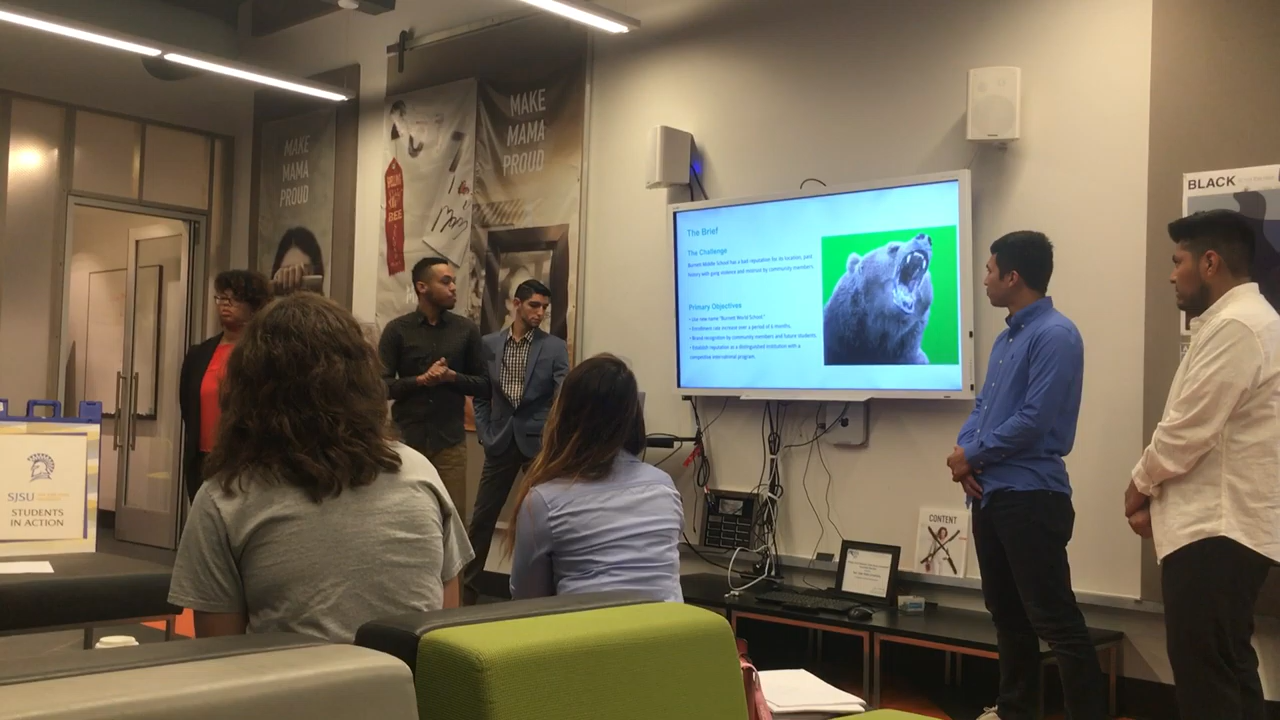 MAKE
MAMA
PROUD
MAKE
MAMA
PROUD
BEE
The Brief
The Challenge
Burnett Middle School has a bad reputation for its location, past
history with gang violence and mistrust by community members.
Primary Objectives
• Use new name "Burnett World School."
• Enrollment rate increase over a period of 6 months.
• Brand recognition by community members and future students.
• Establish reputation as a distinguished institution with a
competitive international program.
BLACK
SJSU
STUDENTS
IN ACTION
CONTENT